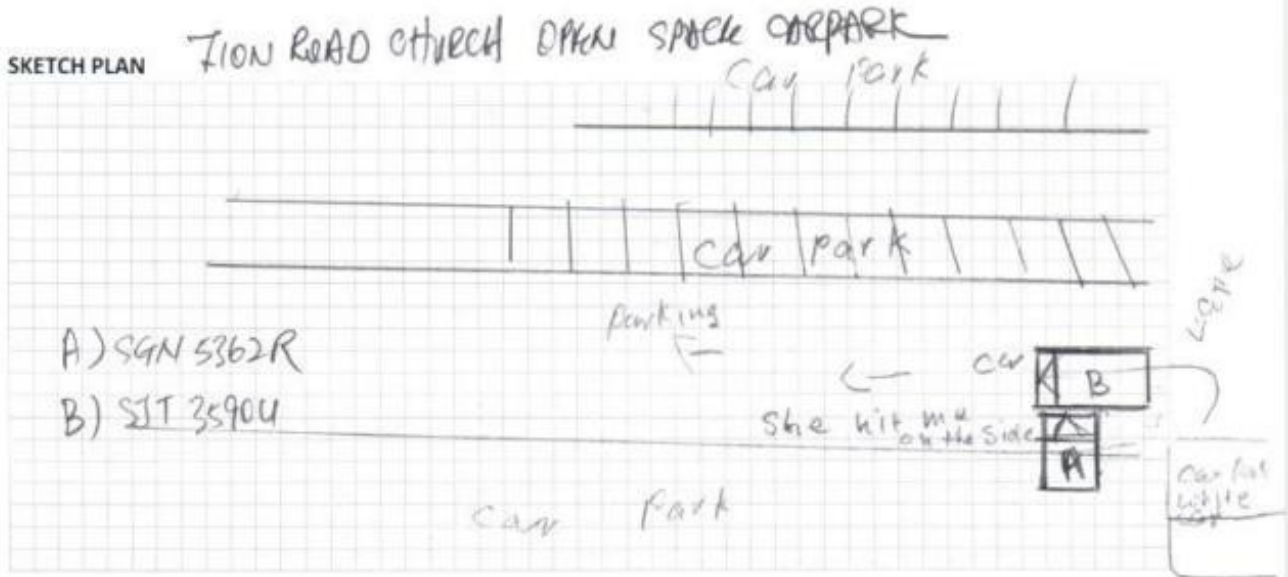 ZION ROAD CHURCH OPEN SPACE CARPARK
SKETCH PLAN
Car Park
Car Park
parking
A) SGN 5362R
B) SJT 3590U
car
B
She hit me
on the side
A
Car Park